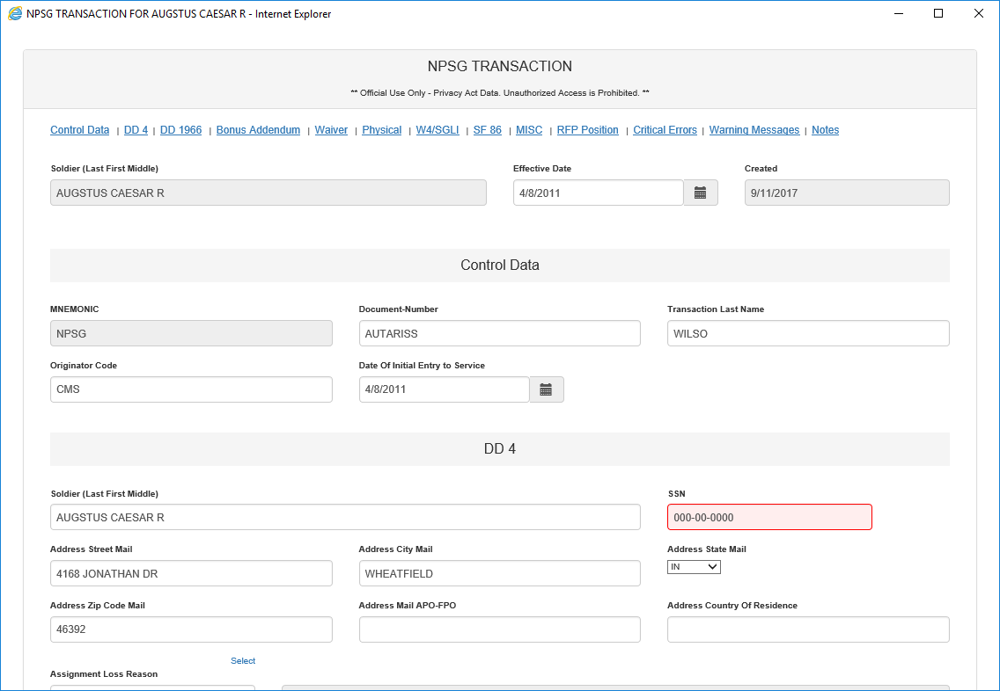 NPSG TRANSACTION FOR AUGSTUS CAESAR R - Internet Explorer
NPSG TRANSACTION
** Official Use Only - Privacy Act Data. Unauthorized Access is Prohibited. **
Control Data | DD 4 | DD 1966 | Bonus Addendum | Waiver | Physical | W4/SGLI | SF 86 | MISC | RFP Position | Critical Errors | Warning Messages | Notes
Soldier (Last First Middle) Effective Date Created
AUGSTUS CAESAR R 4/8/2011 9/11/2017
Control Data
MNEMONIC Document-Number Transaction Last Name
NPSG AUTARISS WILSO
Originator Code Date Of Initial Entry to Service
CMS 4/8/2011
DD 4
Soldier (Last First Middle) SSN
AUGSTUS CAESAR R 000-00-0000
Address Street Mail Address City Mail Address State Mail
4168 JONATHAN DR WHEATFIELD IN
Address Zip Code Mail Address Mail APO-FPO Address Country Of Residence
46392
Select
Assignment Loss Reason